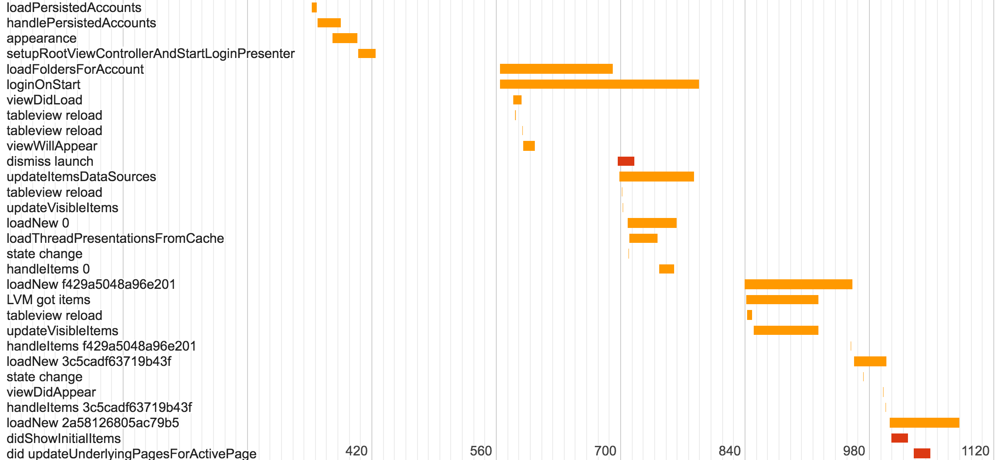 loadPersistedAccounts
handlePersistedAccounts
appearance
setupRootViewControllerAndStartLoginPresenter
loadFoldersForAccount
loginOnStart
viewDidLoad
tableview reload
tableview reload
viewWillAppear
dismiss launch
updateItemsDataSources
tableview reload
updateVisibleItems
loadNew 0
loadThreadPresentationsFromCache
state change
handleItems 0
loadNew f429a5048a96e201
LVM got items
tableview reload
updateVisibleItems
handleItems f429a5048a96e201
loadNew 3c5cadf63719b43f
state change
viewDidAppear
handleItems 3c5cadf63719b43f
loadNew 2a58126805ac79b5
didShowInitialItems
did updateUnderlyingPagesForActivePage
420 560 700 840 980 1120